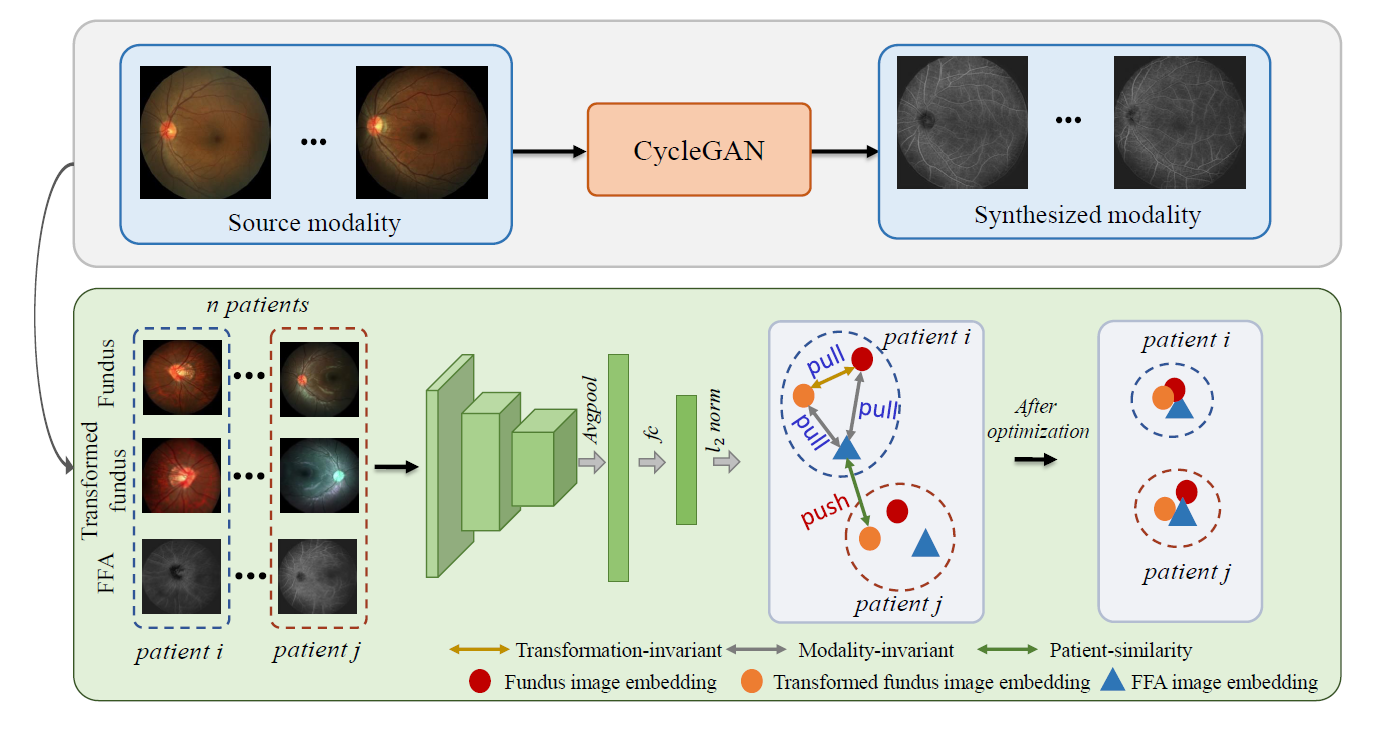 CycleGAN
Source modality
Synthesized modality
n patients
Fundus
Transformed
fundus
FFA
patient i
patient j
Avgpool
fc
l₂ norm
patient i
pull
pull
pull
push
patient j
After
optimization
patient i
patient j
Transformation-invariant
Modality-invariant
Patient-similarity
Fundus image embedding
Transformed fundus image embedding
FFA image embedding